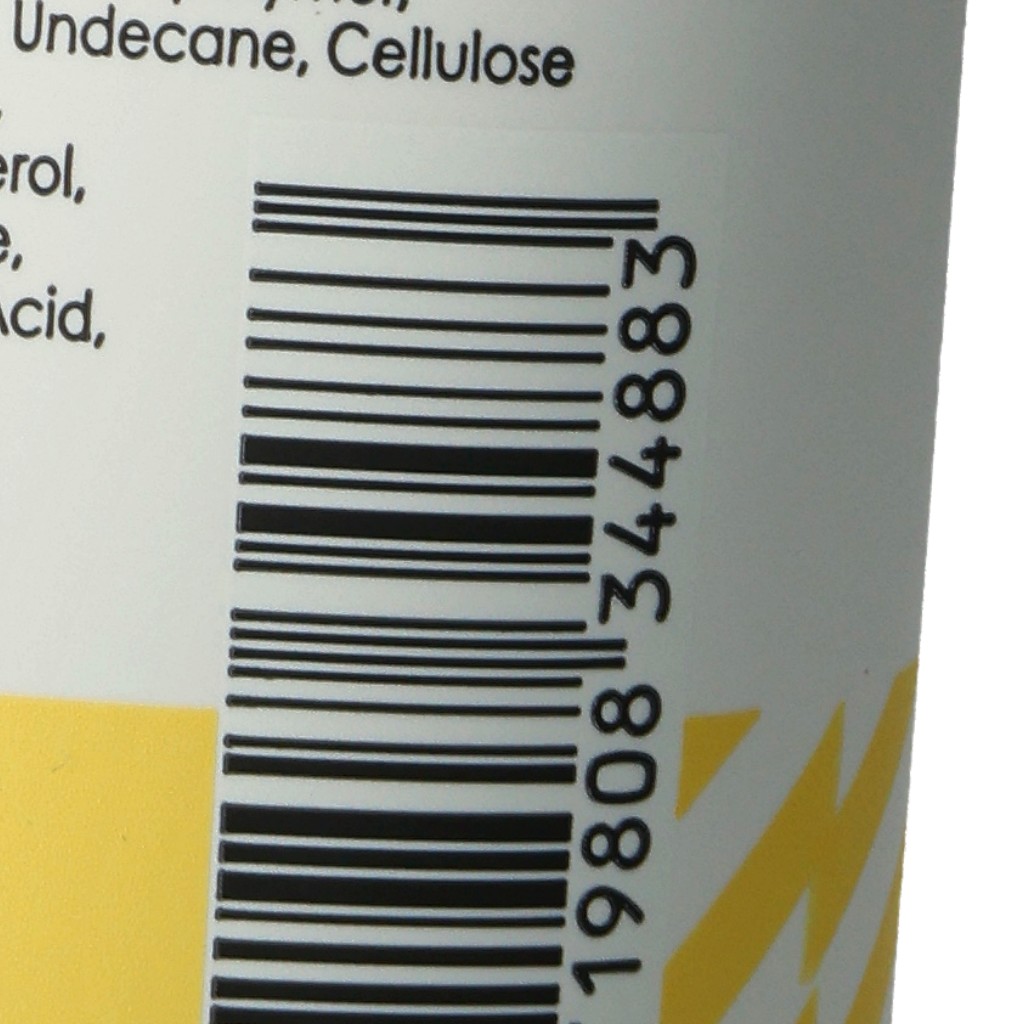 Undecane, Cellulose
erol,
e,
Acid,
19808 344883